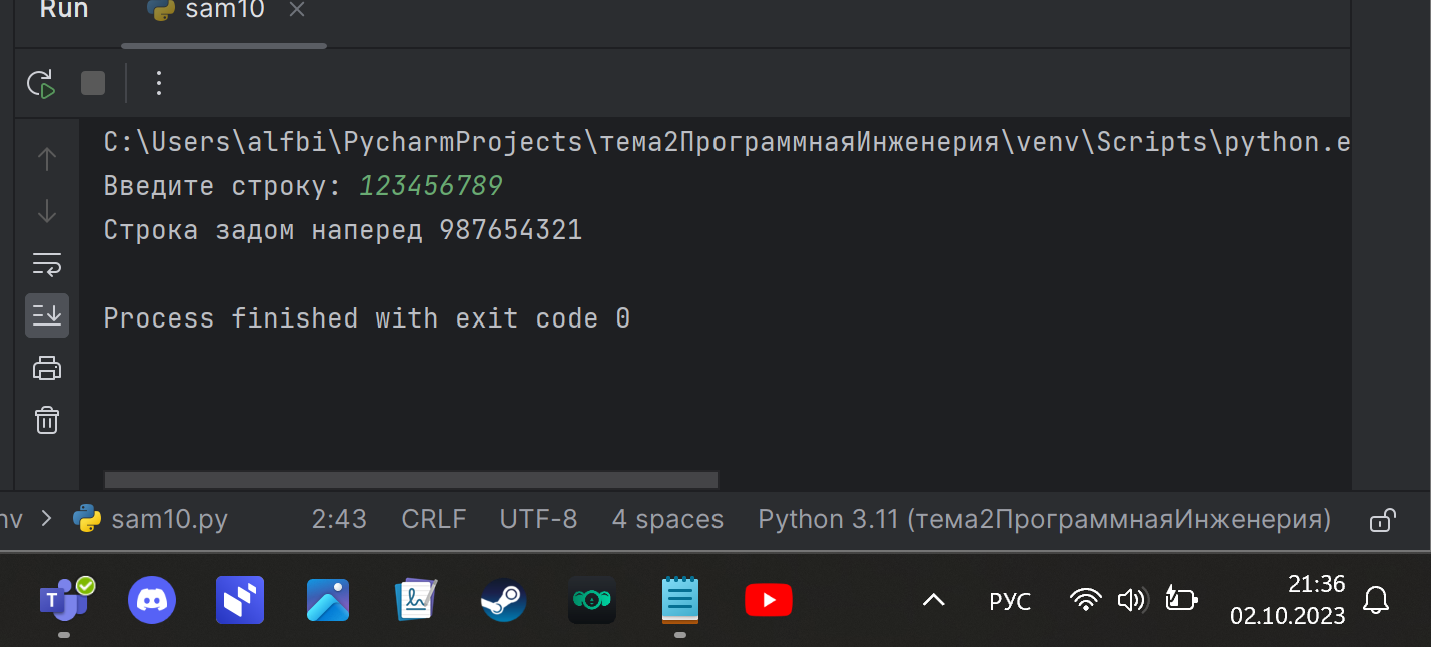 Run sam10
C:\Users\alfbi\PycharmProjects\тема2ПрограммнаяИнженерия\venv\Scripts\python.e
Введите строку: 123456789
Строка задом наперед 987654321
Process finished with exit code 0
nv > sam10.py 2:43 CRLF UTF-8 4 spaces Python 3.11 (тема2ПрограммнаяИнженерия)
T РУС 21:36
02.10.2023